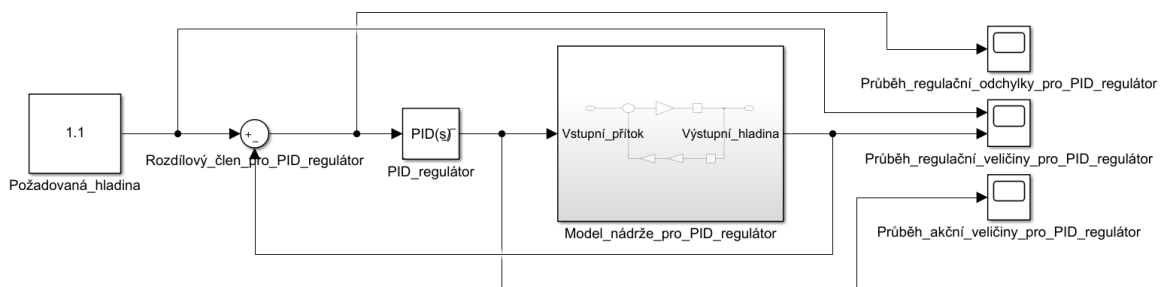 Průběh_regulační_odchylky_pro_PID_regulátor
1.1
+
−
PID(s)
Vstupní_přítok
Výstupní_hladina
Rozdílový_člen_pro_PID_regulátor
Průběh_regulační_veličiny_pro_PID_regulátor
PID_regulátor
Požadovaná_hladina
Model_nádrže_pro_PID_regulátor
Průběh_akční_veličiny_pro_PID_regulátor